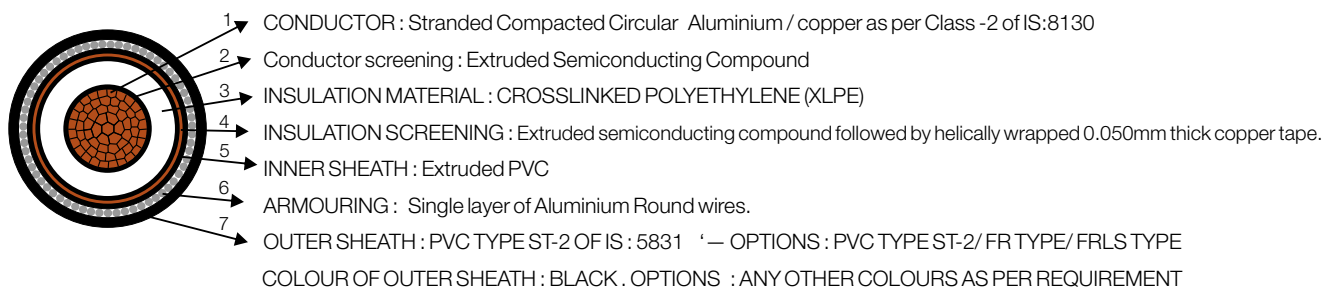 1 CONDUCTOR : Stranded Compacted Circular Aluminium / copper as per Class -2 of IS:8130
2 Conductor screening : Extruded Semiconducting Compound
3 INSULATION MATERIAL : CROSSLINKED POLYETHYLENE (XLPE)
4 INSULATION SCREENING : Extruded semiconducting compound followed by helically wrapped 0.050mm thick copper tape.
5 INNER SHEATH : Extruded PVC
6 ARMOURING : Single layer of Aluminium Round wires.
7 OUTER SHEATH : PVC TYPE ST-2 OF IS : 5831 ‘— OPTIONS : PVC TYPE ST-2/ FR TYPE/ FRLS TYPE
COLOUR OF OUTER SHEATH : BLACK . OPTIONS : ANY OTHER COLOURS AS PER REQUIREMENT